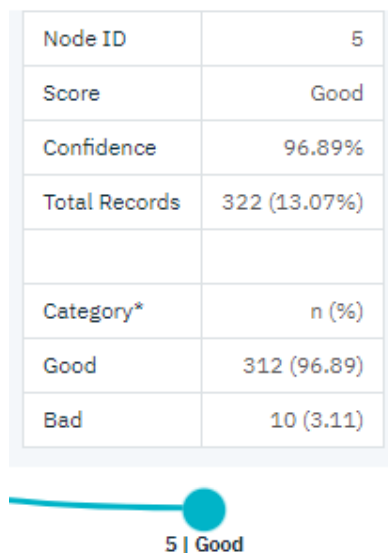 Node ID 5
Score Good
Confidence 96.89%
Total Records 322 (13.07%)
Category* n (%)
Good 312 (96.89)
Bad 10 (3.11)
5 | Good